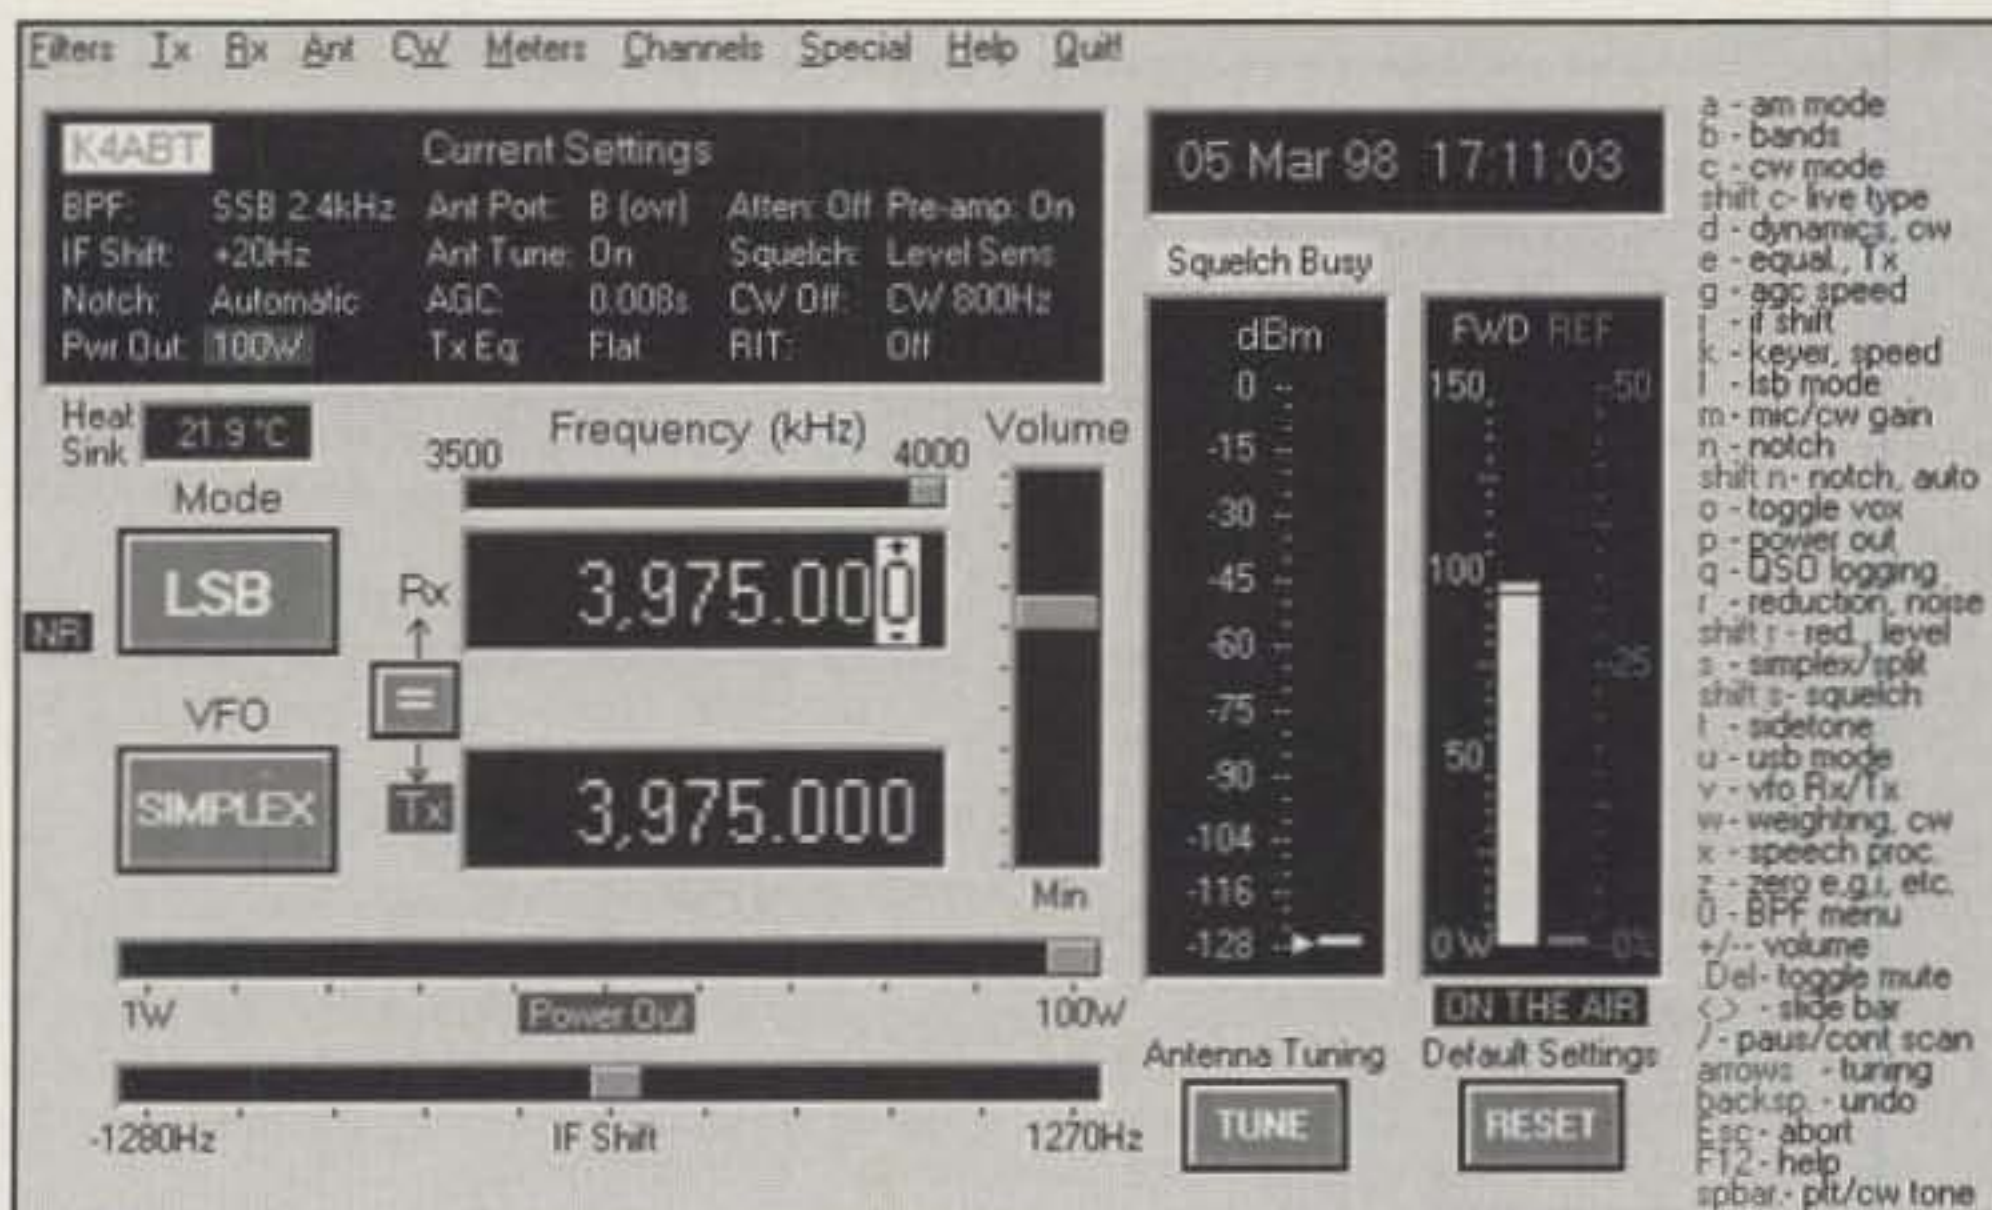 Filters Tx Rx Ant CW Meters Channels Special Help Quit!
K4ABT Current Settings
BPF: SSB 2.4kHz Ant Port: B (ovr) Atten: Off Pre-amp: On
IF Shift: +20Hz Ant Tune: On Squelch: Level Sens
Notch: Automatic AGC: 0.008s CW Off: CW 800Hz
Pwr Out: 100W Tx Eq: Flat RIT: Off
05 Mar 98 17:11:03
Squelch Busy
Heat Sink 21.9 °C
Frequency (kHz)
3500 4000
Volume
Min
Mode
LSB
NR
Rx
3,975.000
=
VFO
SIMPLEX
Tx
3,975.000
1W Power Out 100W
-1280Hz IF Shift 1270Hz
dBm
0
-15
-30
-45
-60
-75
-90
-104
-116
-128
FWD REF
150 50
100
25
50
0 W 0%
ON THE AIR
Antenna Tuning
TUNE
Default Settings
RESET
a - am mode
b - bands
c - cw mode
shift c- live type
d - dynamics, cw
e - equal., Tx
g - agc speed
i - if shift
k - keyer, speed
l - lsb mode
m - mic/cw gain
n - notch
shift n- notch, auto
o - toggle vox
p - power out
q - QSO logging
r - reduction, noise
shift r - red., level
s - simplex/split
shift s- squelch
t - sidetone
u - usb mode
v - vfo Rx/Tx
w - weighting, cw
x - speech proc.
z - zero e.g.i, etc.
0 - BPF menu
+/-- volume
Del- toggle mute
<> - slide bar
/ - paus/cont scan
arrows - tuning
backsp. - undo
Esc - abort
F12 - help
spbar.- ptt/cw tone